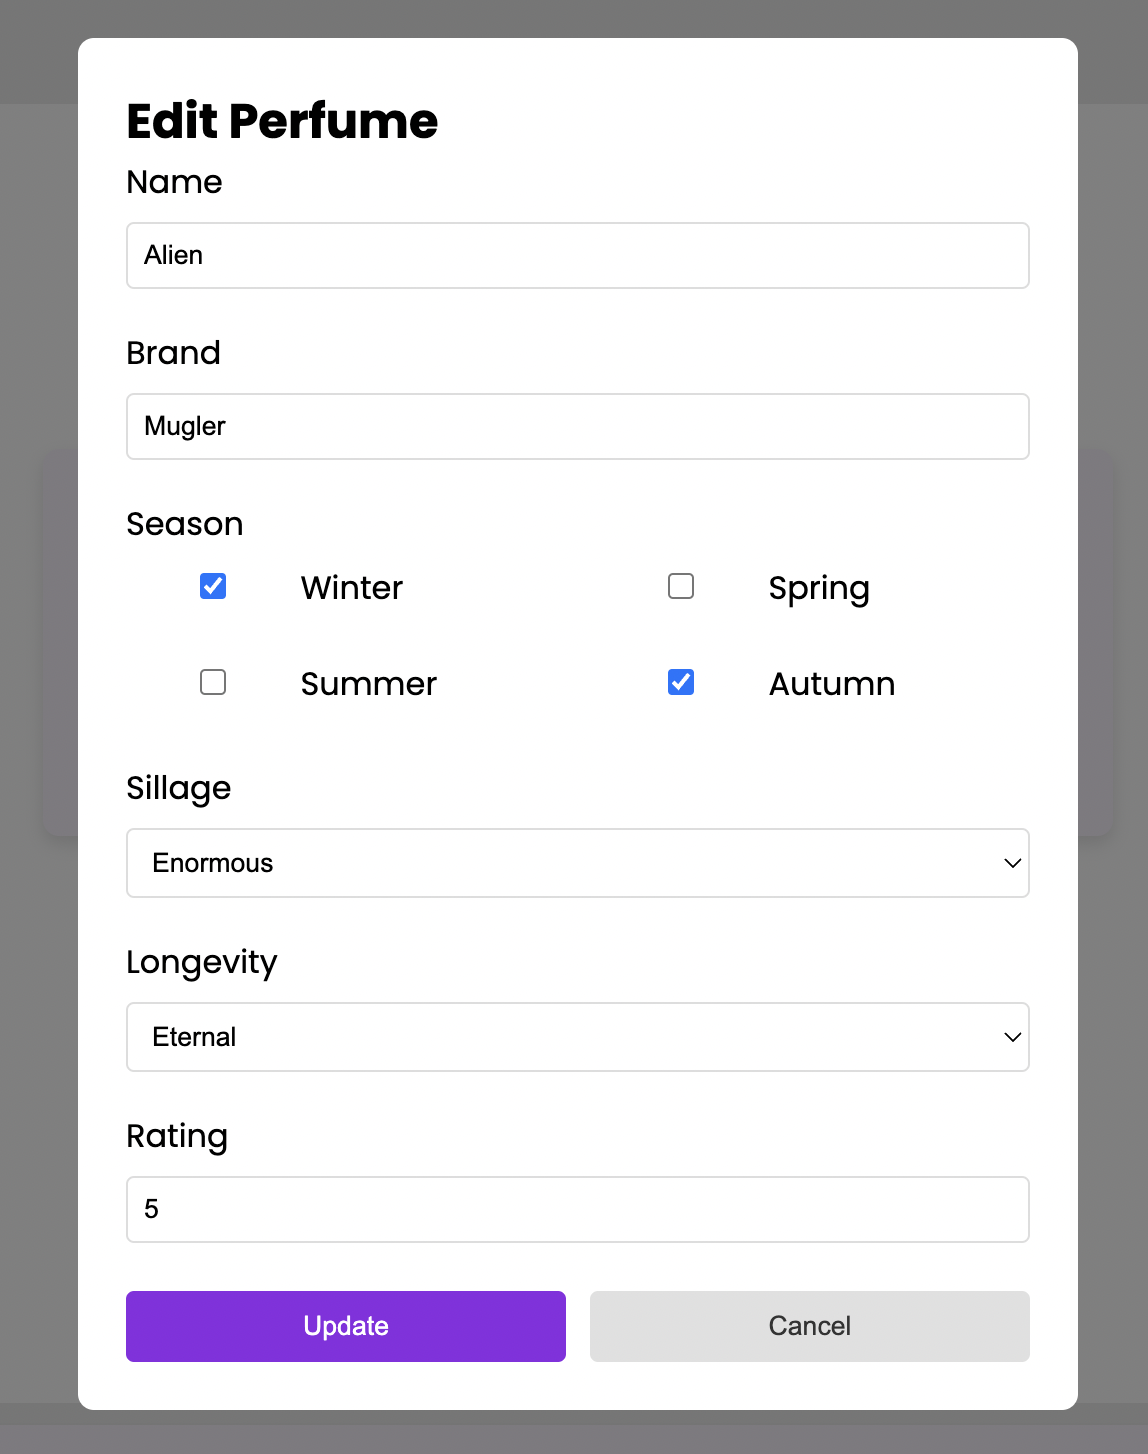 Edit Perfume
Name
Alien
Brand
Mugler
Season
Winter Spring
Summer Autumn
Sillage
Enormous
Longevity
Eternal
Rating
5
Update Cancel